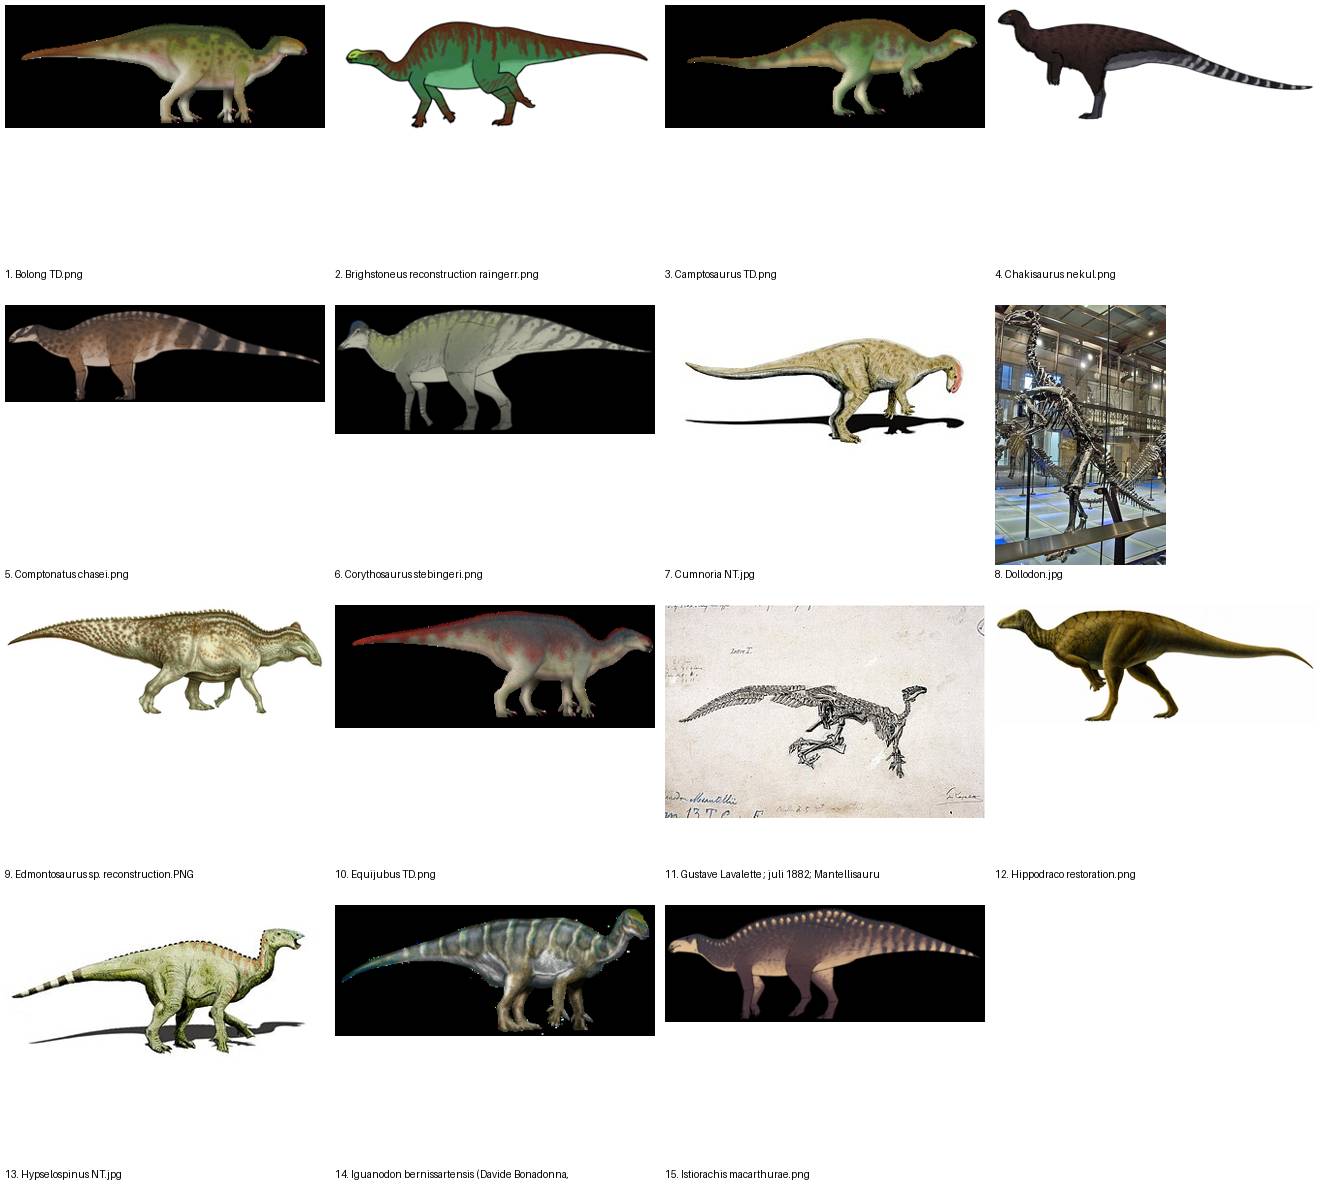 1. Bolong TD.png
2. Brighstoneus reconstruction raingerr.png
3. Camptosaurus TD.png
4. Chakisaurus nekul.png
5. Comptonatus chasei.png
6. Corythosaurus stebingeri.png
7. Cumnoria NT.jpg
8. Dollodon.jpg
9. Edmontosaurus sp. reconstruction.PNG
10. Equijubus TD.png
11. Gustave Lavalette ; juli 1882; Mantellisauru
12. Hippodraco restoration.png
13. Hypselospinus NT.jpg
14. Iguanodon bernissartensis (Davide Bonadonna,
15. Istiorachis macarthurae.png